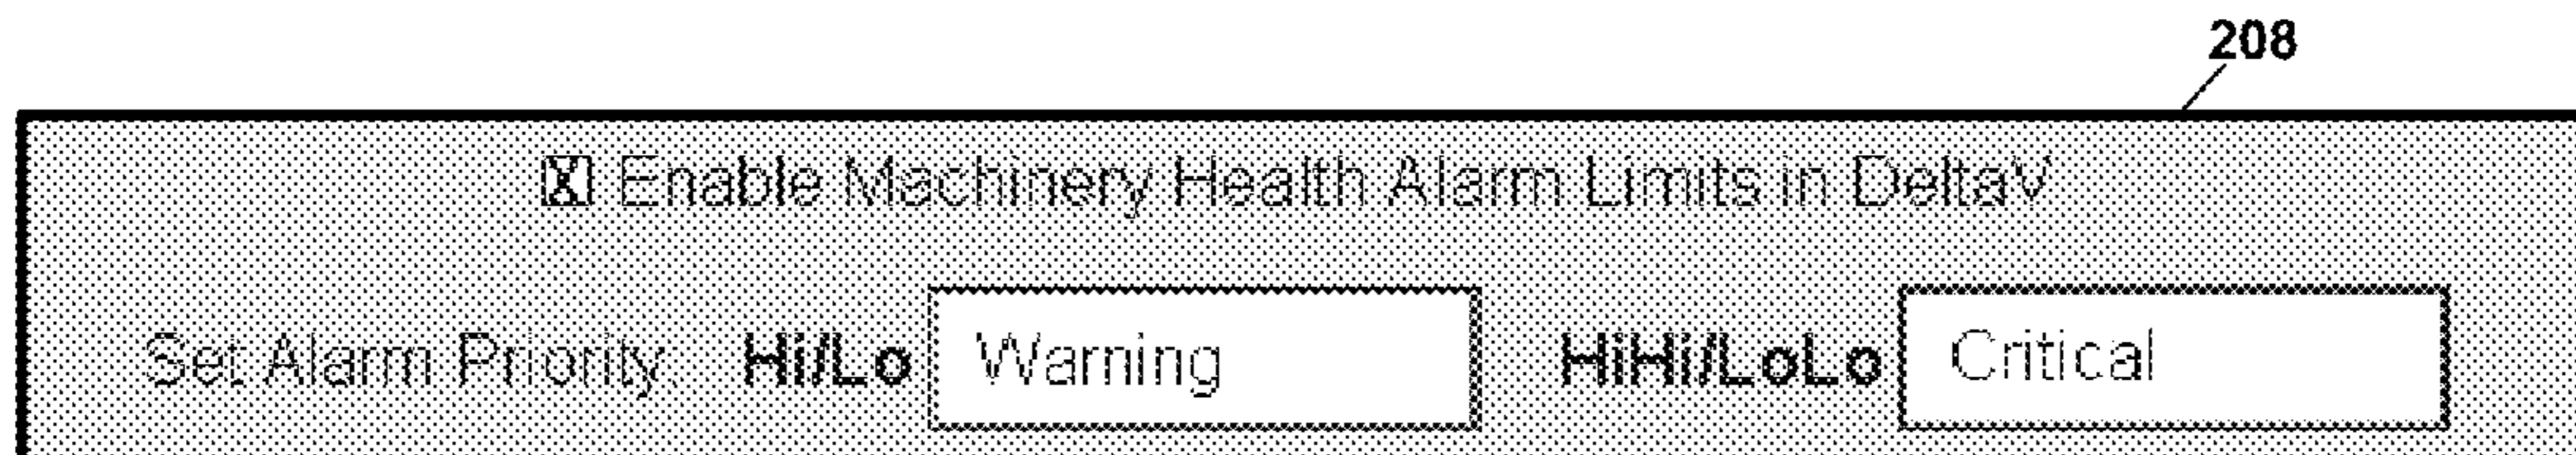 208
X Enable Machinery Health Alarm Limits in DeltaV
Set Alarm Priority: Hi/Lo Warning HiHi/LoLo Critical